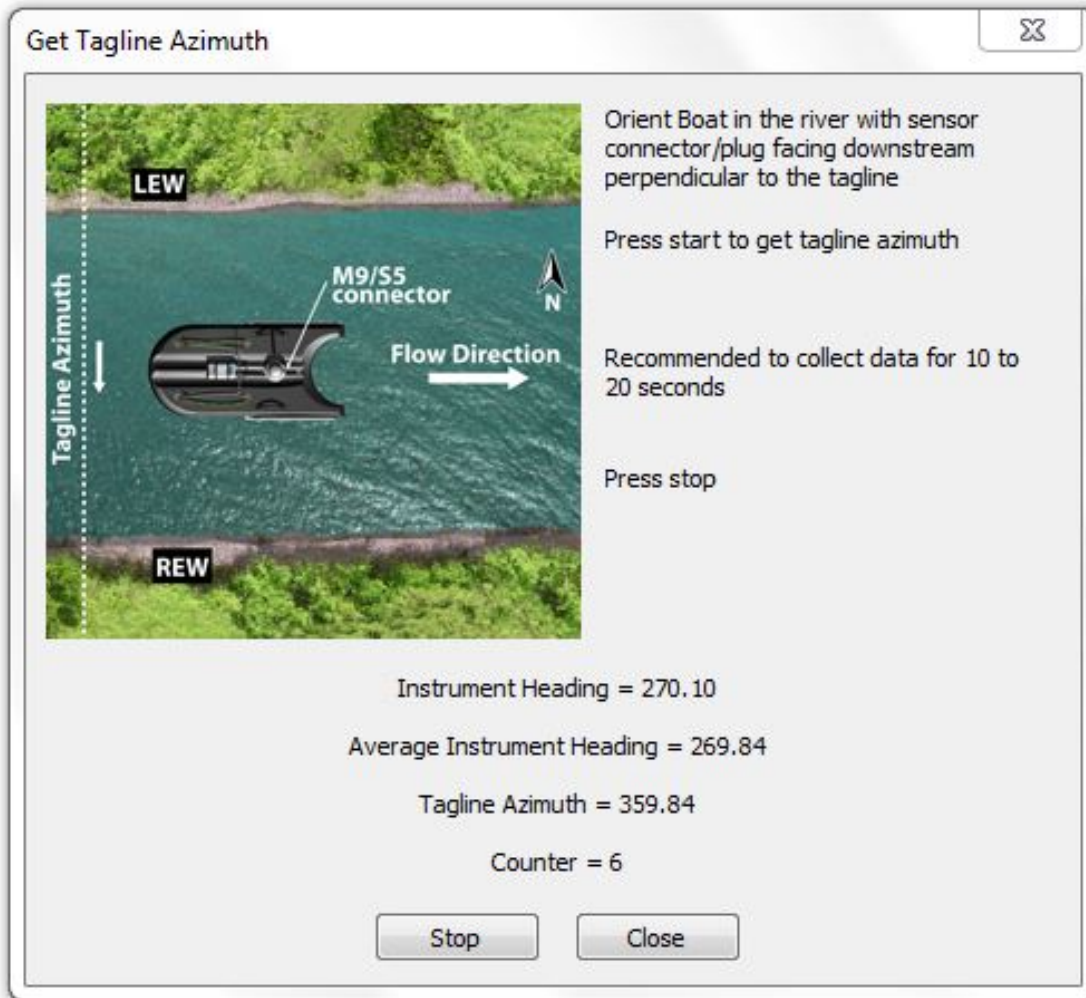 Get Tagline Azimuth
LEW
M9/S5
connector
N
Tagline Azimuth
Flow Direction
REW
Orient Boat in the river with sensor
connector/plug facing downstream
perpendicular to the tagline
Press start to get tagline azimuth
Recommended to collect data for 10 to
20 seconds
Press stop
Instrument Heading = 270.10
Average Instrument Heading = 269.84
Tagline Azimuth = 359.84
Counter = 6
Stop
Close